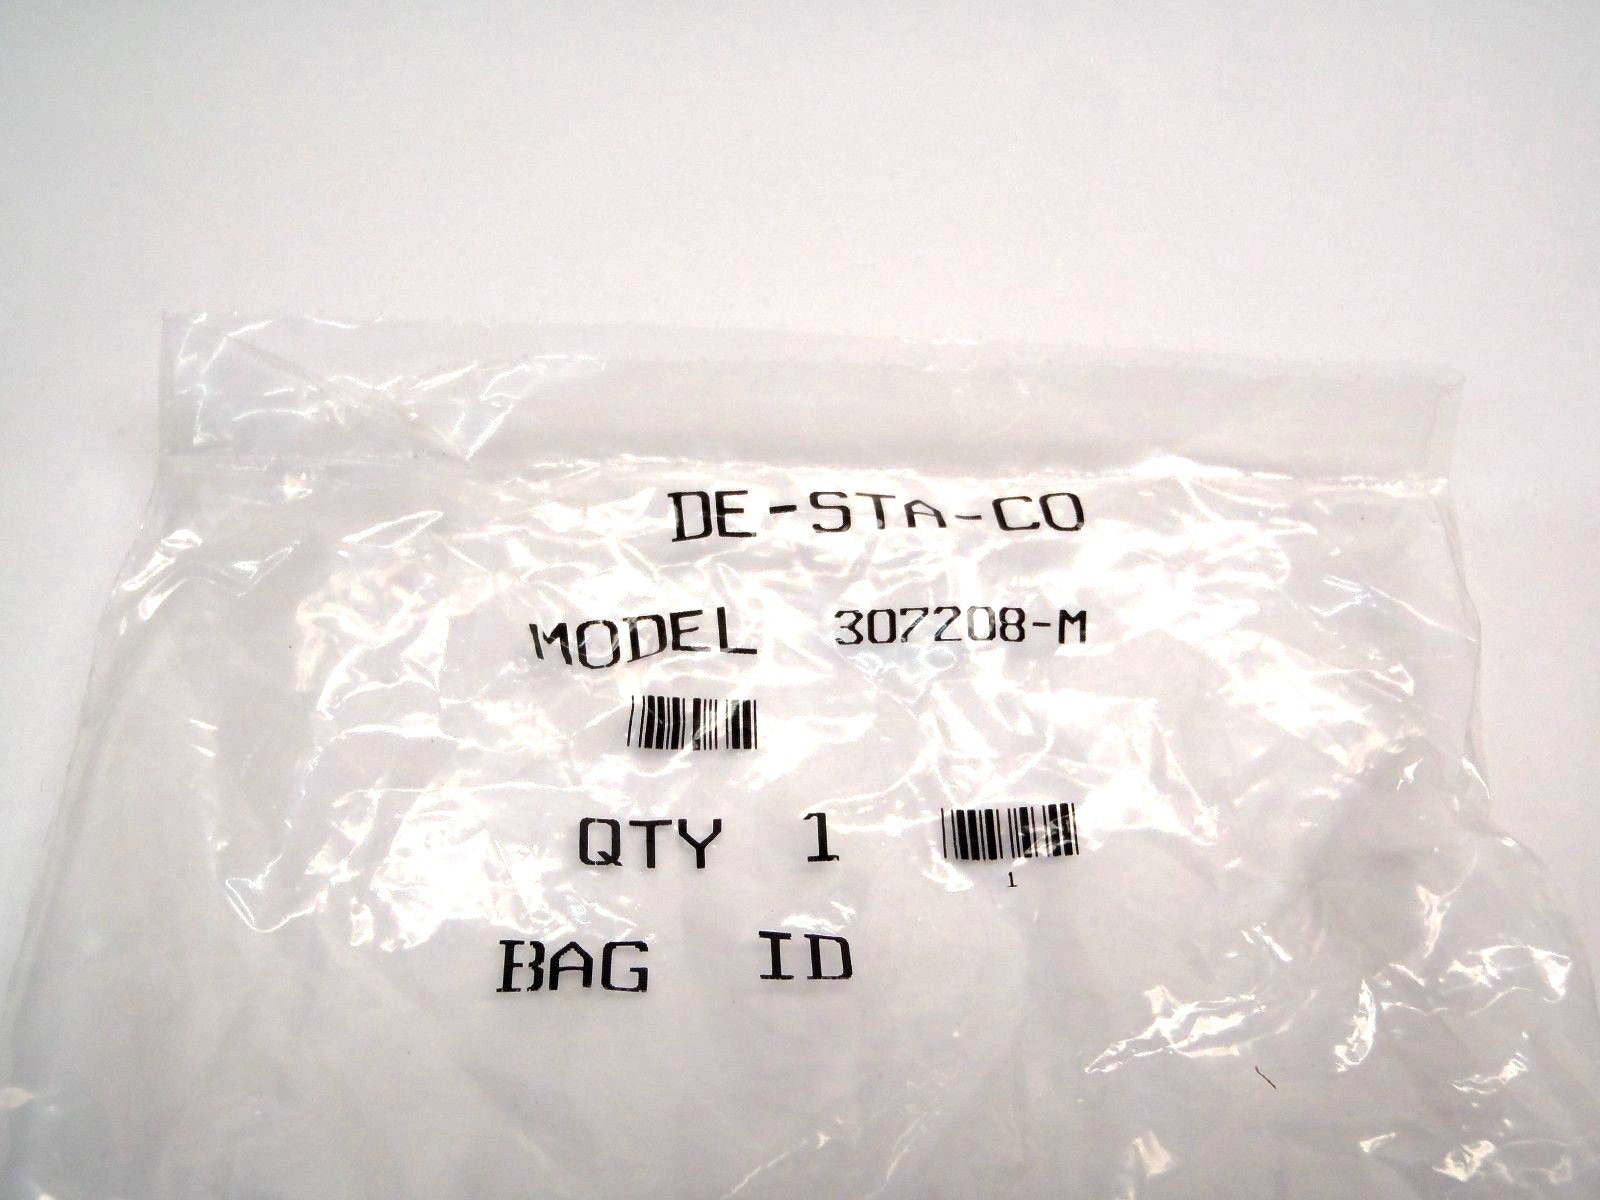 DE-STA-CO
MODEL 307208-M
QTY 1
1
BAG ID